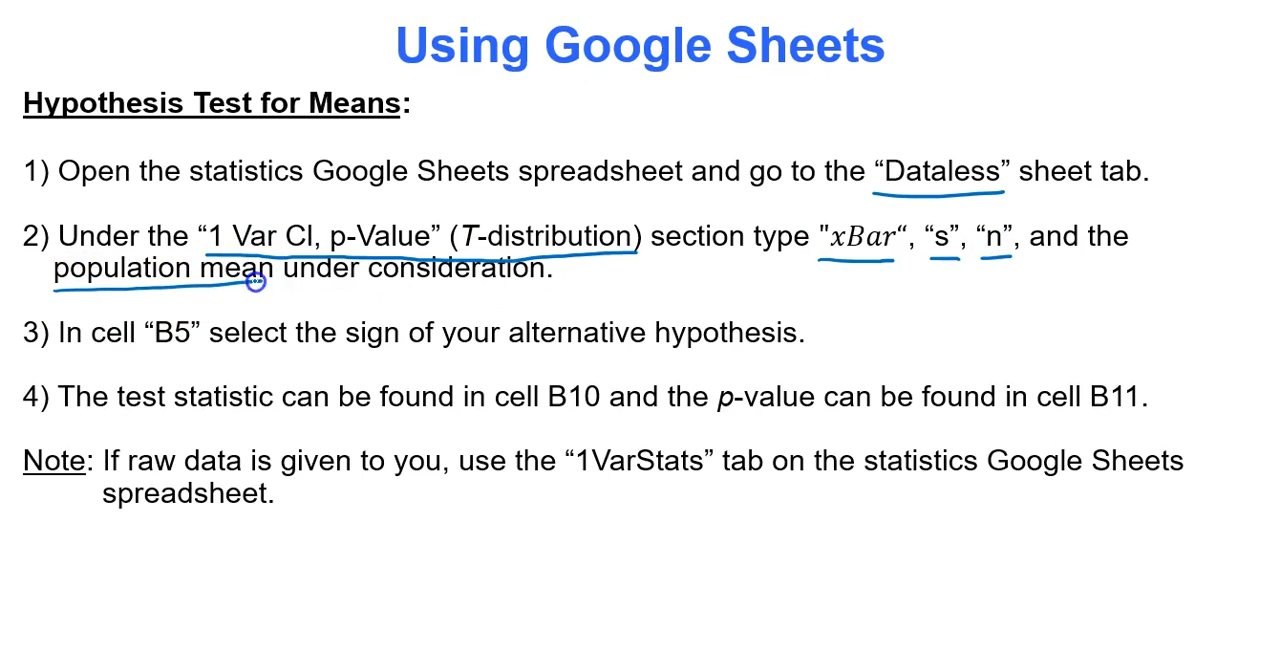 Using Google Sheets
Hypothesis Test for Means:
1) Open the statistics Google Sheets spreadsheet and go to the “Dataless” sheet tab.
2) Under the “1 Var CI, p-Value” (T-distribution) section type "xBar“, “s”, “n”, and the
population mean under consideration.
3) In cell “B5” select the sign of your alternative hypothesis.
4) The test statistic can be found in cell B10 and the p-value can be found in cell B11.
Note: If raw data is given to you, use the “1VarStats” tab on the statistics Google Sheets
spreadsheet.